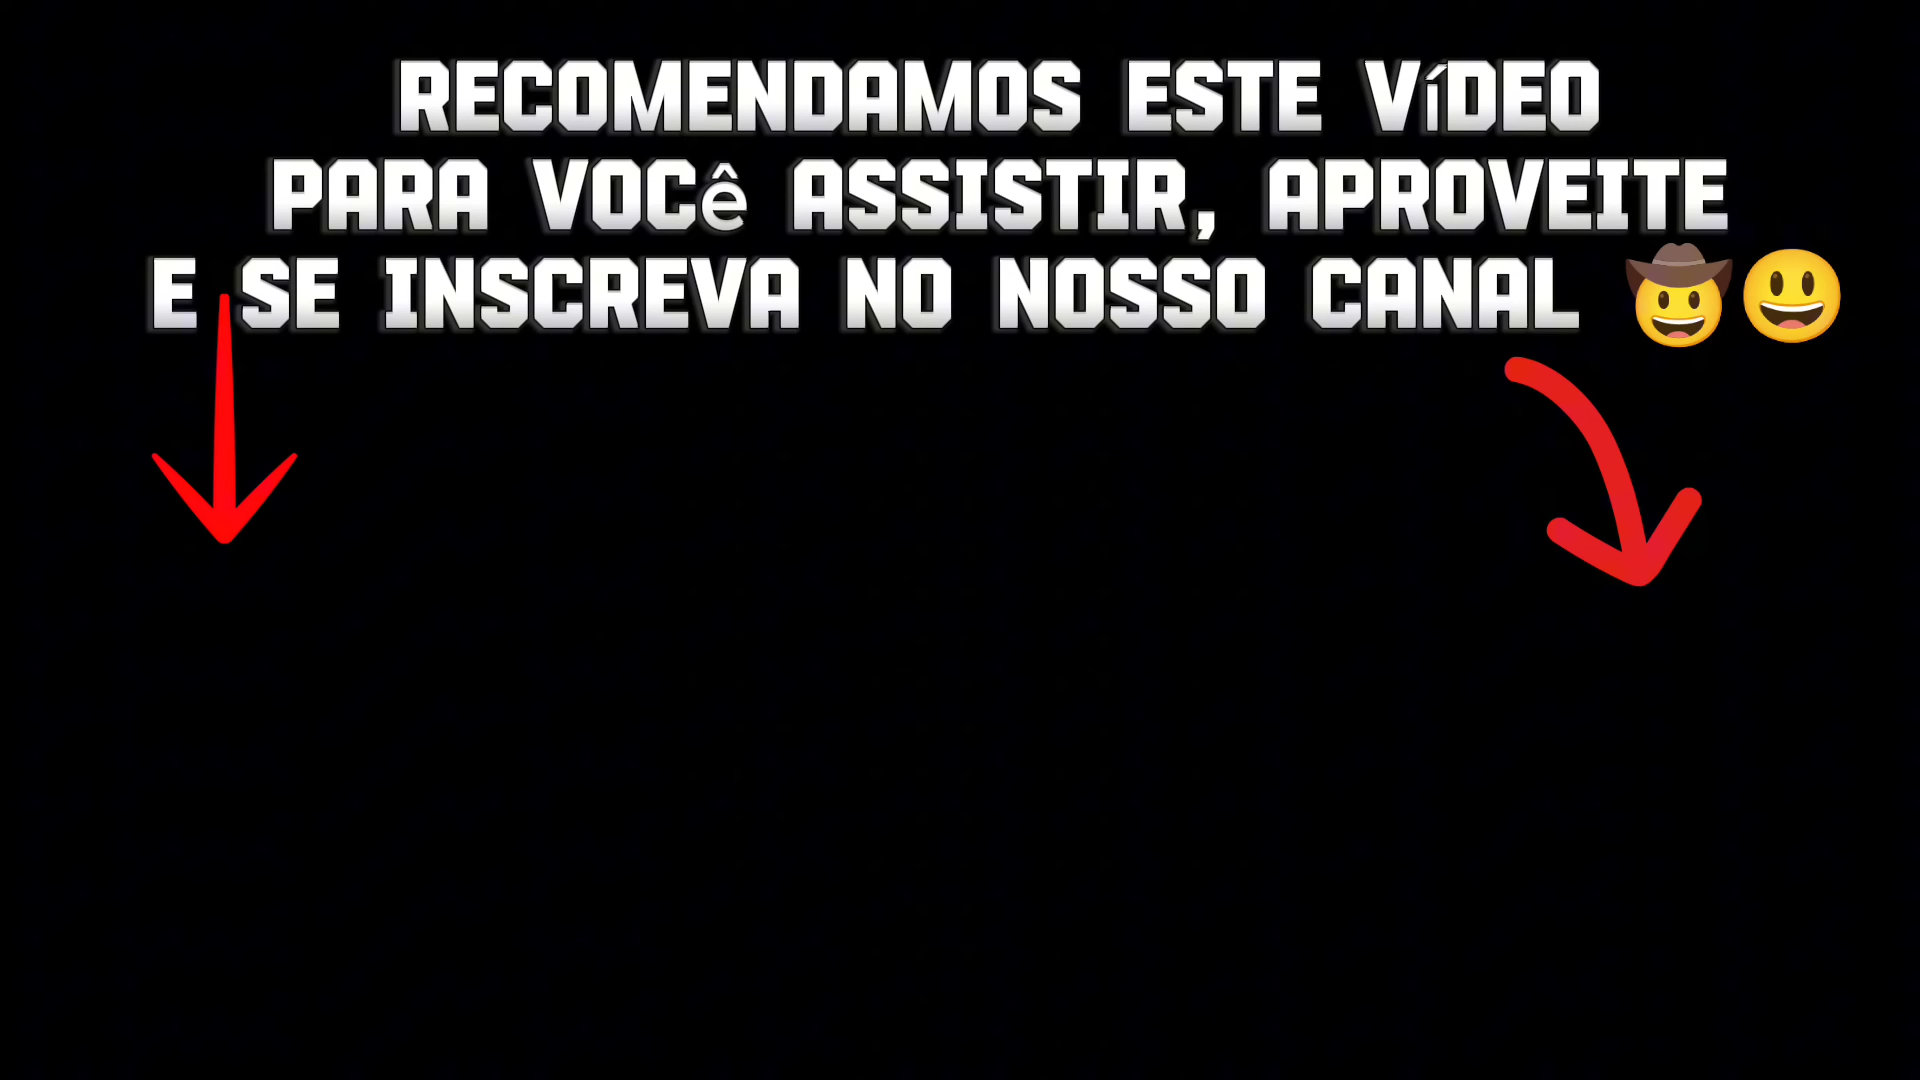 RECOMENDAMOS ESTE VíDEO
PARA VOCê ASSISTIR, APROVEITE
E SE INSCREVA NO NOSSO CANAL 🤠😃